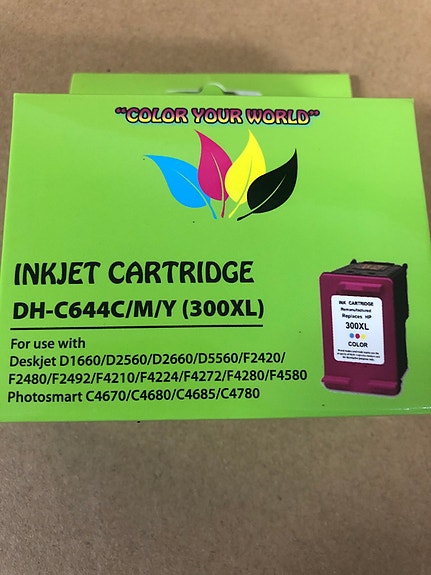 "COLOR YOUR WORLD"
INKJET CARTRIDGE
DH-C644C/M/Y (300XL)
For use with
Deskjet D1660/D2560/D2660/D5560/F2420/
F2480/F2492/F4210/F4224/F4272/F4280/F4580
Photosmart C4670/C4680/C4685/C4780
INK CARTRIDGE
Remanufactured
Replaces HP
300XL
COLOR